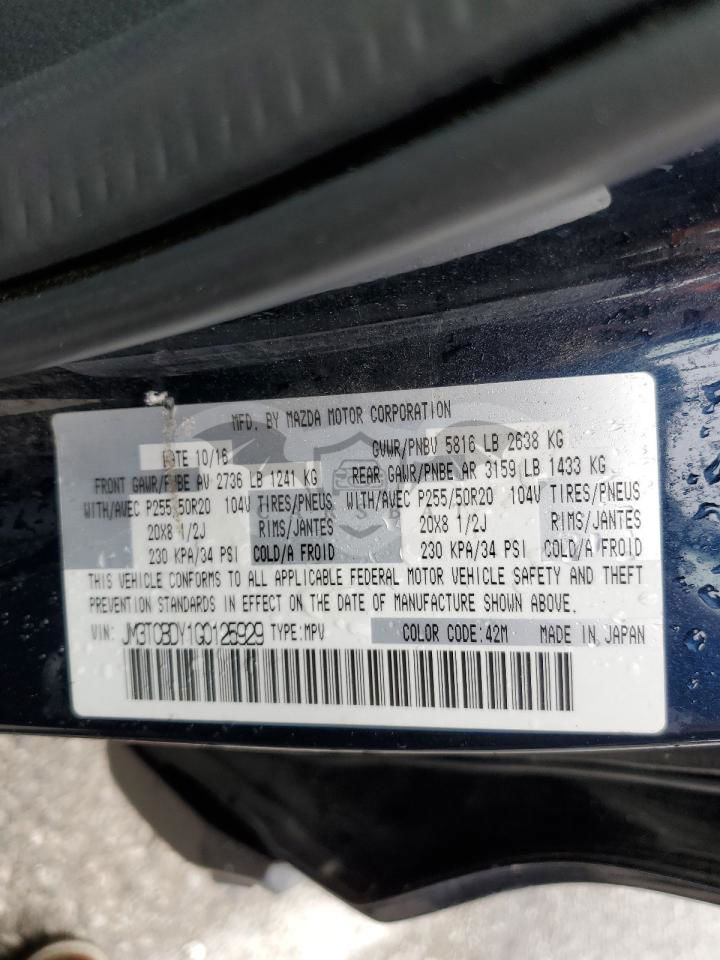 MFD. BY MAZDA MOTOR CORPORATION
DATE 10/16 GVWR/PNBV 5816 LB 2638 KG
FRONT GAWR/PNBE AV 2736 LB 1241 KG REAR GAWR/PNBE AR 3159 LB 1433 KG
WITH/AVEC P255/50R20 104V TIRES/PNEUS WITH/AVEC P255/50R20 104V TIRES/PNEUS
20X8 1/2J RIMS/JANTES 20X8 1/2J RIMS/JANTES
230 KPA/34 PSI COLD/A FROID 230 KPA/34 PSI COLD/A FROID
THIS VEHICLE CONFORMS TO ALL APPLICABLE FEDERAL MOTOR VEHICLE SAFETY AND THEFT
PREVENTION STANDARDS IN EFFECT ON THE DATE OF MANUFACTURE SHOWN ABOVE.
VIN: JM3TCBDY1G0125929 TYPE:MPV COLOR CODE:42M MADE IN JAPAN